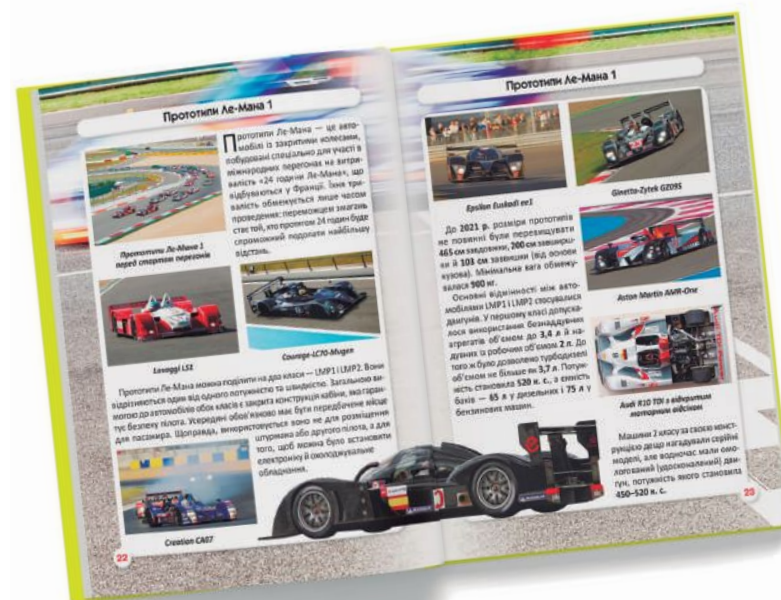 Прототипи Ле-Мана 1
Прототипи Ле-Мана — це авто-
мобілі із закритими колесами,
побудовані спеціально для участі в
міжнародних перегонах на витри-
валість «24 години Ле-Мана», що
відбуваються у Франції. Їхня три-
валість обмежується лише часом
проведення: переможцем змагань
стає той, хто протягом 24 годин буде
спроможний подолати найбільшу
відстань.
Прототипи Ле-Мана 1
перед стартом перегонів
Lavaggi LS1
Courage-LC70-Mugen
Прототипи Ле-Мана можна поділити на два класи — LMP1 і LMP2. Вони
відрізняються один від одного потужністю та швидкістю. Загальною ви-
могою до автомобілів обох класів є закрита конструкція кабіни, яка гаран-
тує безпеку пілота. Усередині обов'язково має бути передбачене місце
для пасажира. Щоправда, використовується воно не для розміщення
штурмана або другого пілота, а для
того, щоб можна було встановити
електроніку й охолоджувальне
обладнання.
Creation CA07
22
Прототипи Ле-Мана 1
Epsilon Euskadi ee1
Ginetta-Zytek GZ09S
До 2021 р. розміри прототипів
не повинні були перевищувати
465 см завдовжки, 200 см завширш-
ки й 103 см заввишки (від основи
кузова). Мінімальна вага обмежу-
валася 900 кг.
Основні відмінності між авто-
мобілями LMP1 і LMP2 стосувалися
двигунів. У першому класі допуска-
лося використання безнаддувних
агрегатів об'ємом до 3,4 л й на-
дувних із робочим об'ємом 2 л. До
того ж було дозволено турбодизелі
об'ємом не більше як 3,7 л. Потуж-
ність становила 520 к. с., а ємність
баків — 65 л у дизельних і 75 л у
бензинових машин.
Aston Martin AMR-One
Audi R10 TDI з відкритим
моторним відсіком
Машини 2 класу за своєю конст-
рукцією дещо нагадували серійні
моделі, але водночас мали омо-
логований (удосконалений) дви-
гун, потужність якого становила
450–520 к. с.
23